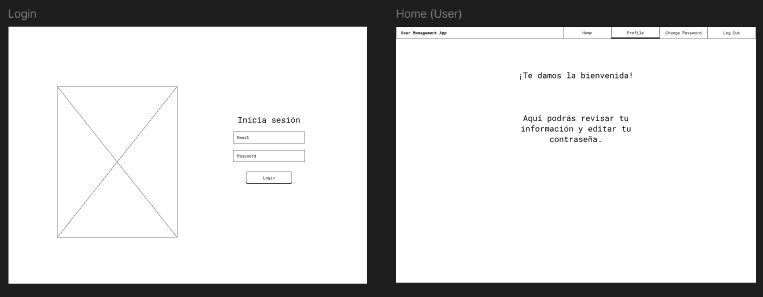 Login
Inicia sesión
Email
Password
Login
Home (User)
User Management App
Home
Profile
Change Password
Log Out
¡Te damos la bienvenida!
Aquí podrás revisar tu
información y editar tu
contraseña.